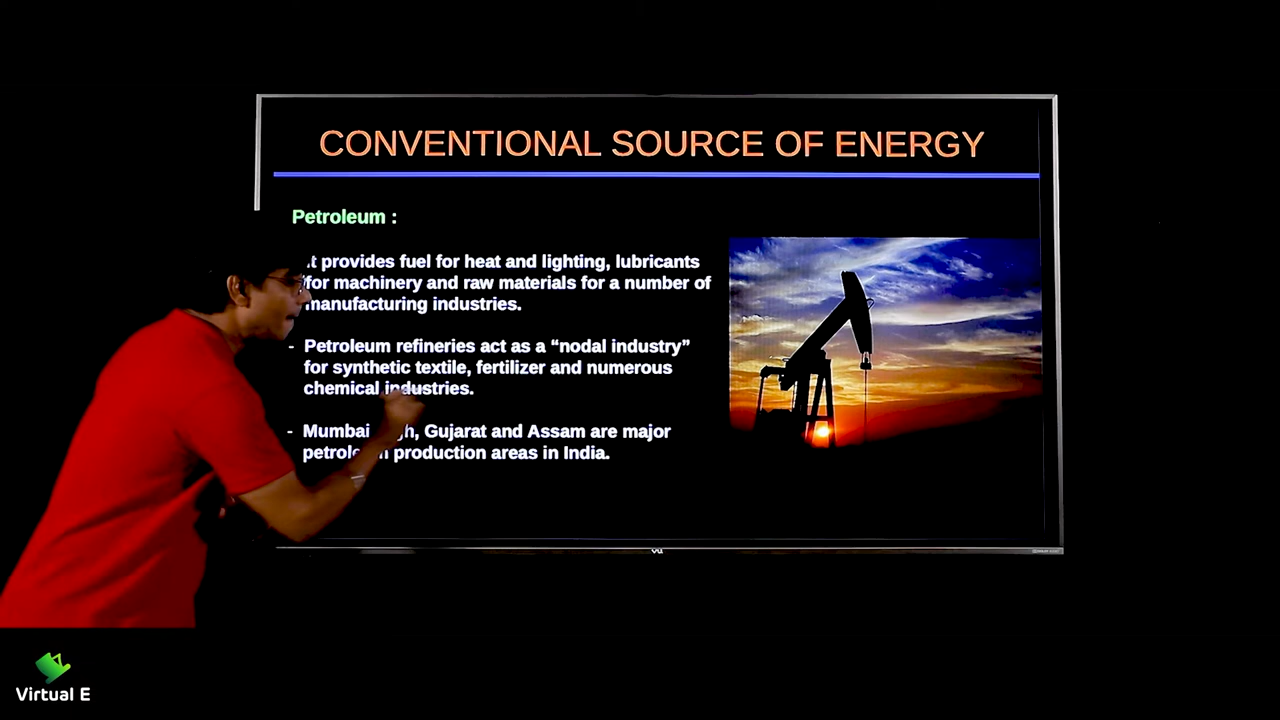 CONVENTIONAL SOURCE OF ENERGY
Petroleum :
provides fuel for heat and lighting, lubricants
for machinery and raw materials for a number of
manufacturing industries.
- Petroleum refineries act as a “nodal industry”
for synthetic textile, fertilizer and numerous
chemical industries.
- Mumbai Gujarat and Assam are major
production areas in India.
VU
Virtual E